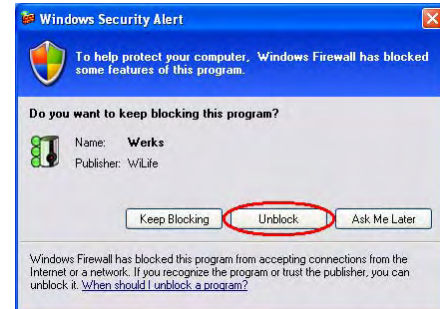 Windows Security Alert
To help protect your computer, Windows Firewall has blocked
some features of this program.
Do you want to keep blocking this program?
Name: Werks
Publisher: WiLife
Keep Blocking Unblock Ask Me Later
Windows Firewall has blocked this program from accepting connections from the
Internet or a network. If you recognize the program or trust the publisher, you can
unblock it. When should I unblock a program?